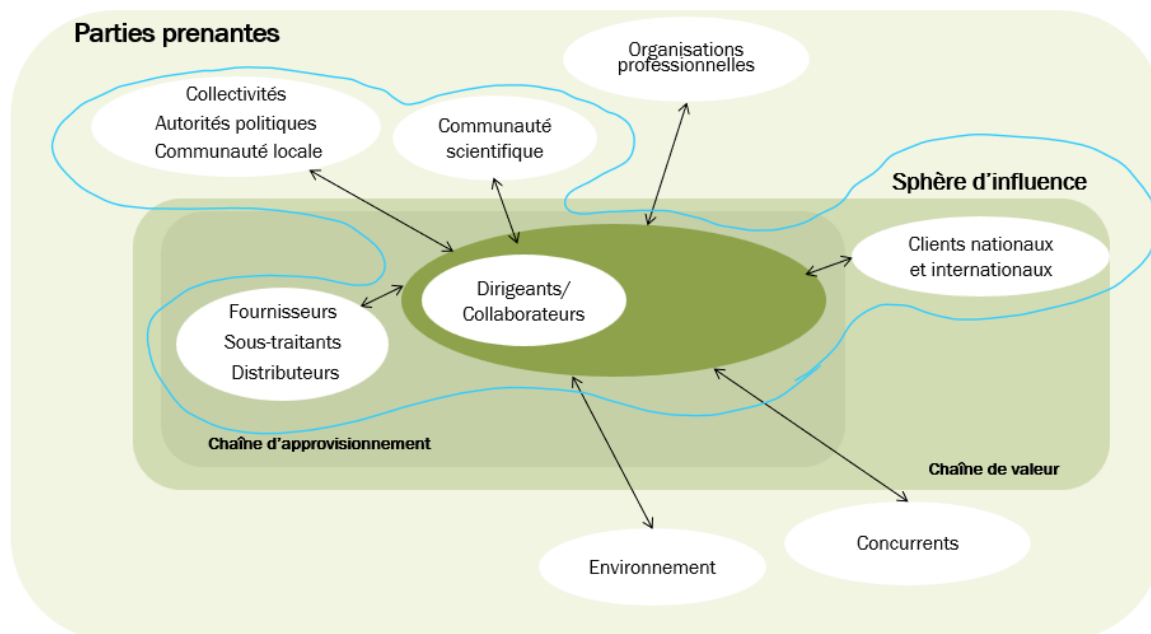 Parties prenantes
Organisations
professionnelles
Collectivités
Autorités politiques
Communauté locale
Communauté
scientifique
Sphère d’influence
Clients nationaux
et internationaux
Dirigeants/
Collaborateurs
Fournisseurs
Sous-traitants
Distributeurs
Chaîne d’approvisionnement
Chaîne de valeur
Concurrents
Environnement